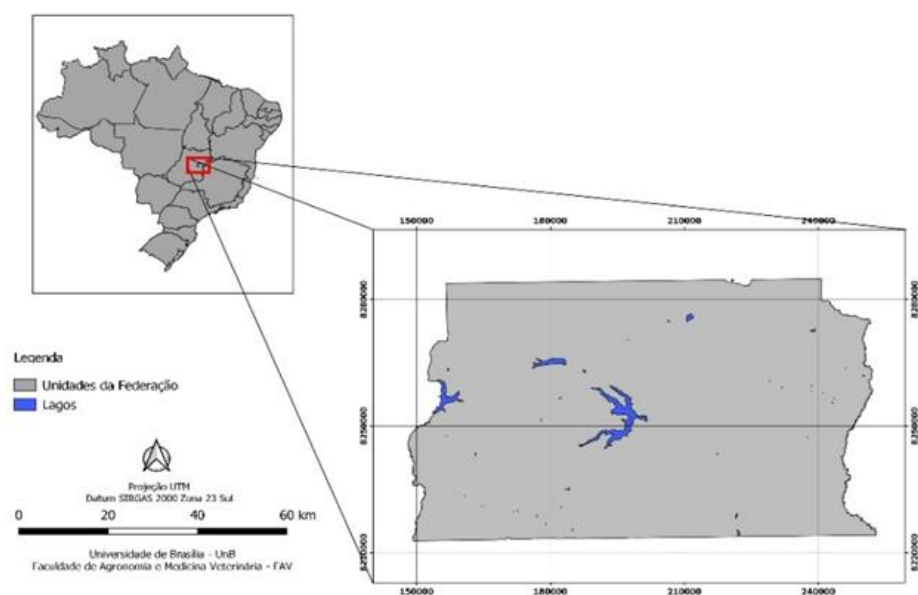 150000 180000 210000 240000
8280000 8280000
Legenda
Unidades da Federação
Lagos
8250000 8250000
Projeção UTM
Datum SIRGAS 2000 Zona 23 Sul
0 20 40 60 km
Universidade de Brasília - UnB
Faculdade de Agronomia e Medicina Veterinária - FAV
8220000 8220000
150000 180000 210000 240000